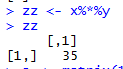 > zz <- x%*%y
> zz
[,1]
[1,] 35